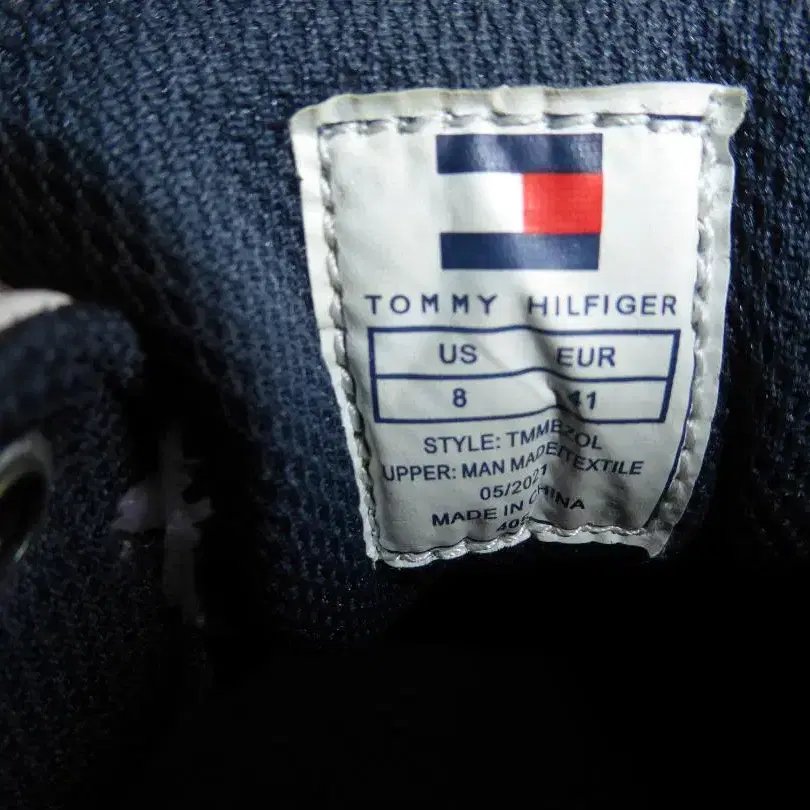 TOMMY HILFIGER
US EUR
8 41
STYLE: TMMEZOL
UPPER: MAN MADE/TEXTILE
05/2021
MADE IN CHINA